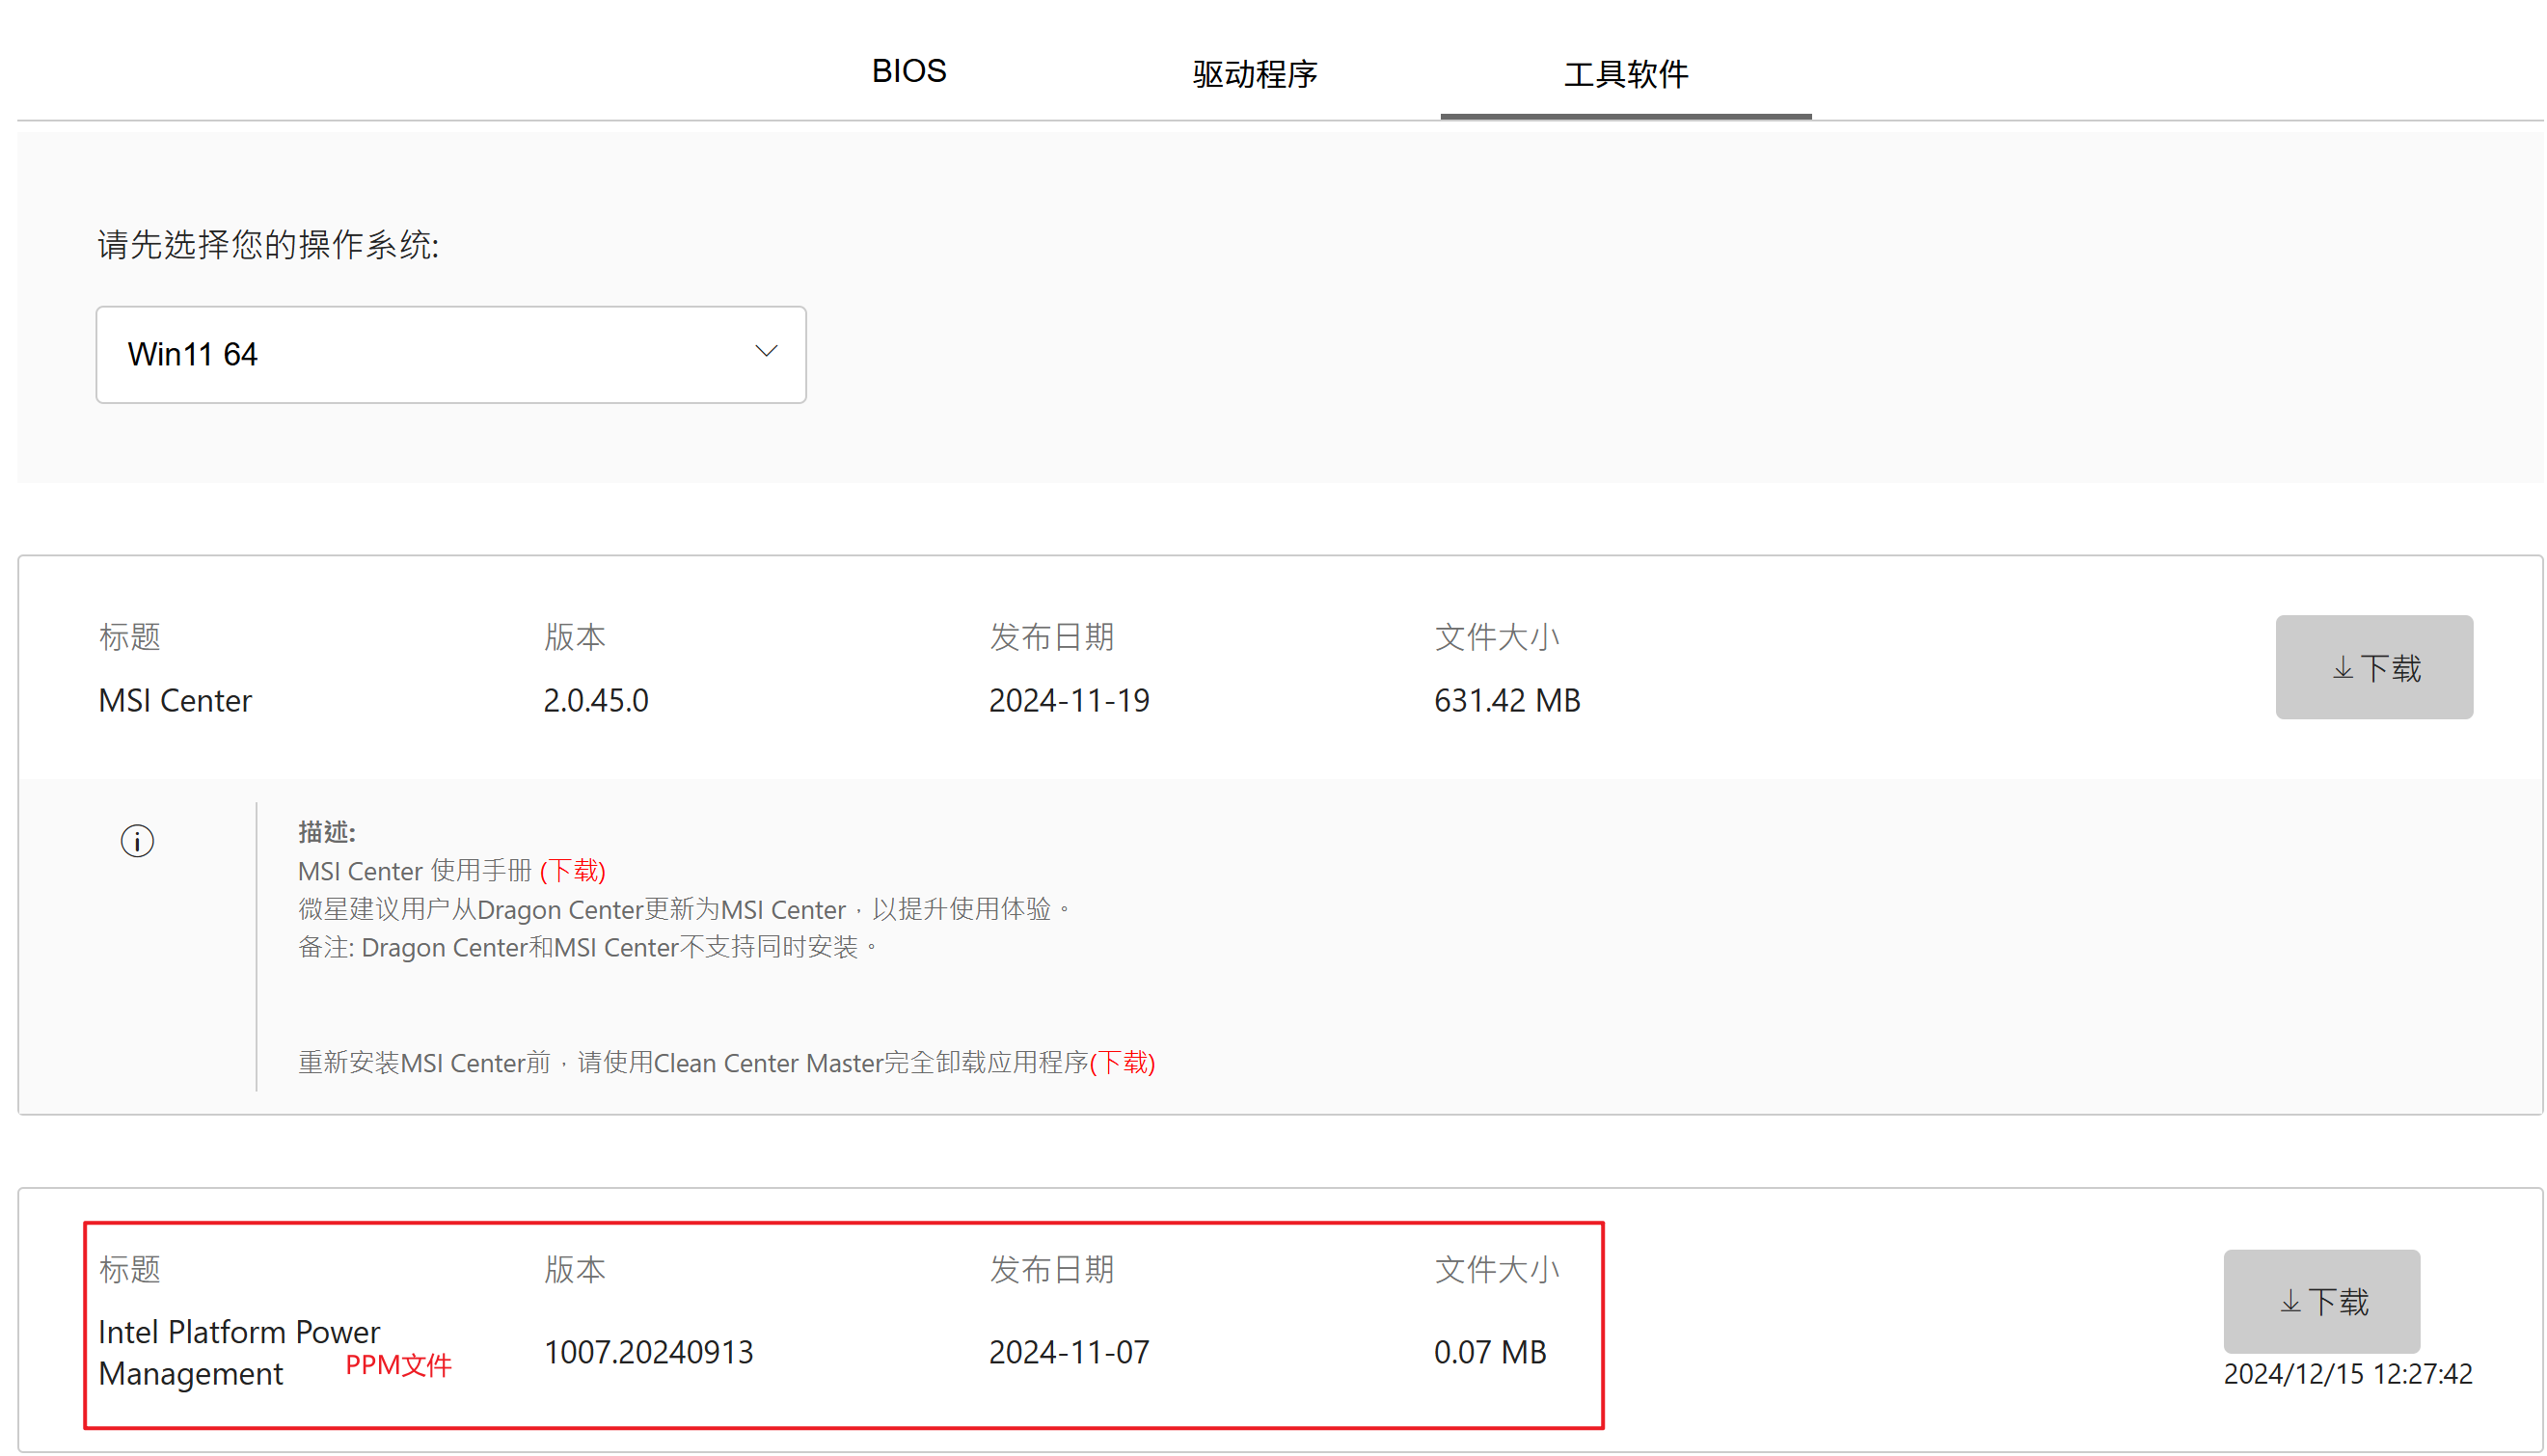 BIOS 驱动程序 工具软件
请先选择您的操作系统:
Win11 64
标题 版本 发布日期 文件大小
MSI Center 2.0.45.0 2024-11-19 631.42 MB
下载
描述:
MSI Center 使用手册 (下载)
微星建议用户从Dragon Center更新为MSI Center，以提升使用体验。
备注: Dragon Center和MSI Center不支持同时安装。
重新安装MSI Center前，请使用Clean Center Master完全卸载应用程序(下载)
标题 版本 发布日期 文件大小
Intel Platform Power
Management PPM文件 1007.20240913 2024-11-07 0.07 MB
下载
2024/12/15 12:27:42